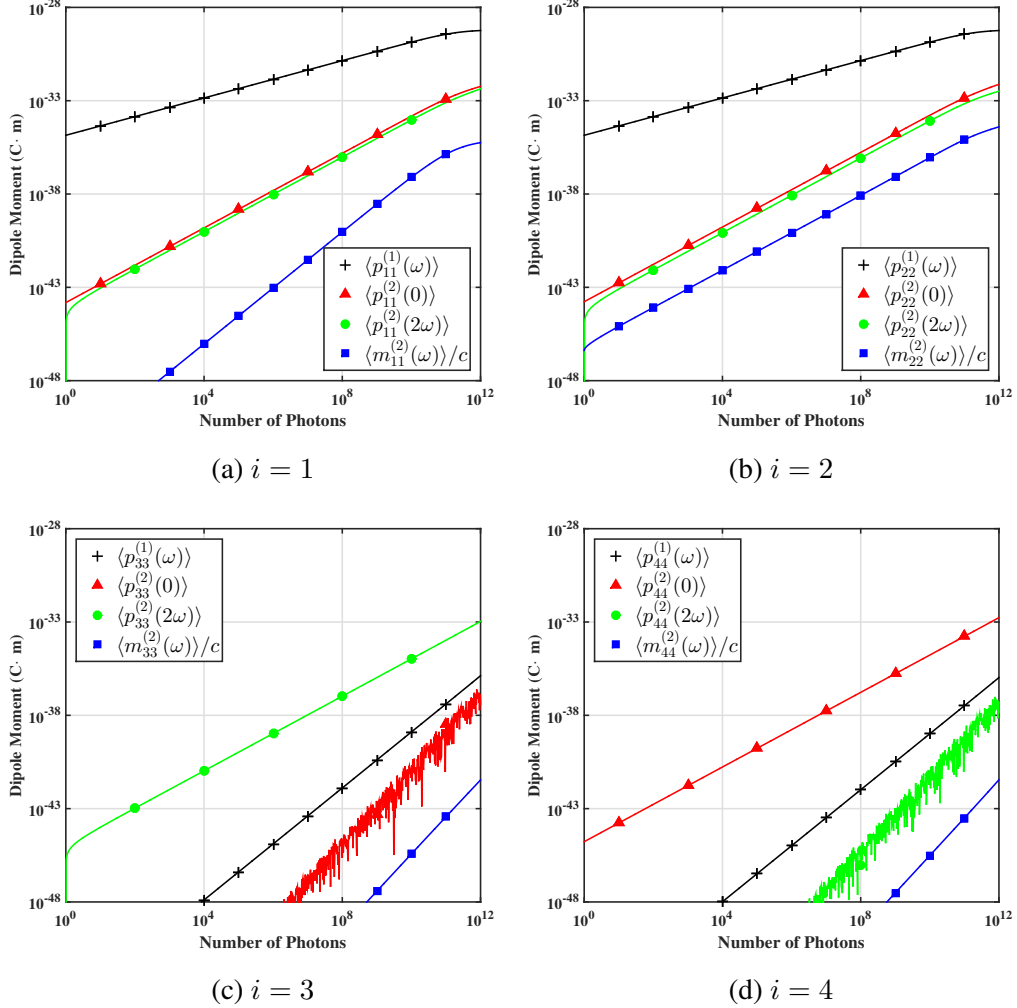 10^-28
10^-33
10^-38
10^-43
10^-48
Dipole Moment (C· m)
⟨p_11^(1)(ω)⟩
⟨p_11^(2)(0)⟩
⟨p_11^(2)(2ω)⟩
⟨m_11^(2)(ω)⟩/c
10^0 10^4 10^8 10^12
Number of Photons
(a) i = 1
10^-28
10^-33
10^-38
10^-43
10^-48
Dipole Moment (C· m)
⟨p_22^(1)(ω)⟩
⟨p_22^(2)(0)⟩
⟨p_22^(2)(2ω)⟩
⟨m_22^(2)(ω)⟩/c
10^0 10^4 10^8 10^12
Number of Photons
(b) i = 2
10^-28
10^-33
10^-38
10^-43
10^-48
Dipole Moment (C· m)
⟨p_33^(1)(ω)⟩
⟨p_33^(2)(0)⟩
⟨p_33^(2)(2ω)⟩
⟨m_33^(2)(ω)⟩/c
10^0 10^4 10^8 10^12
Number of Photons
(c) i = 3
10^-28
10^-33
10^-38
10^-43
10^-48
Dipole Moment (C· m)
⟨p_44^(1)(ω)⟩
⟨p_44^(2)(0)⟩
⟨p_44^(2)(2ω)⟩
⟨m_44^(2)(ω)⟩/c
10^0 10^4 10^8 10^12
Number of Photons
(d) i = 4